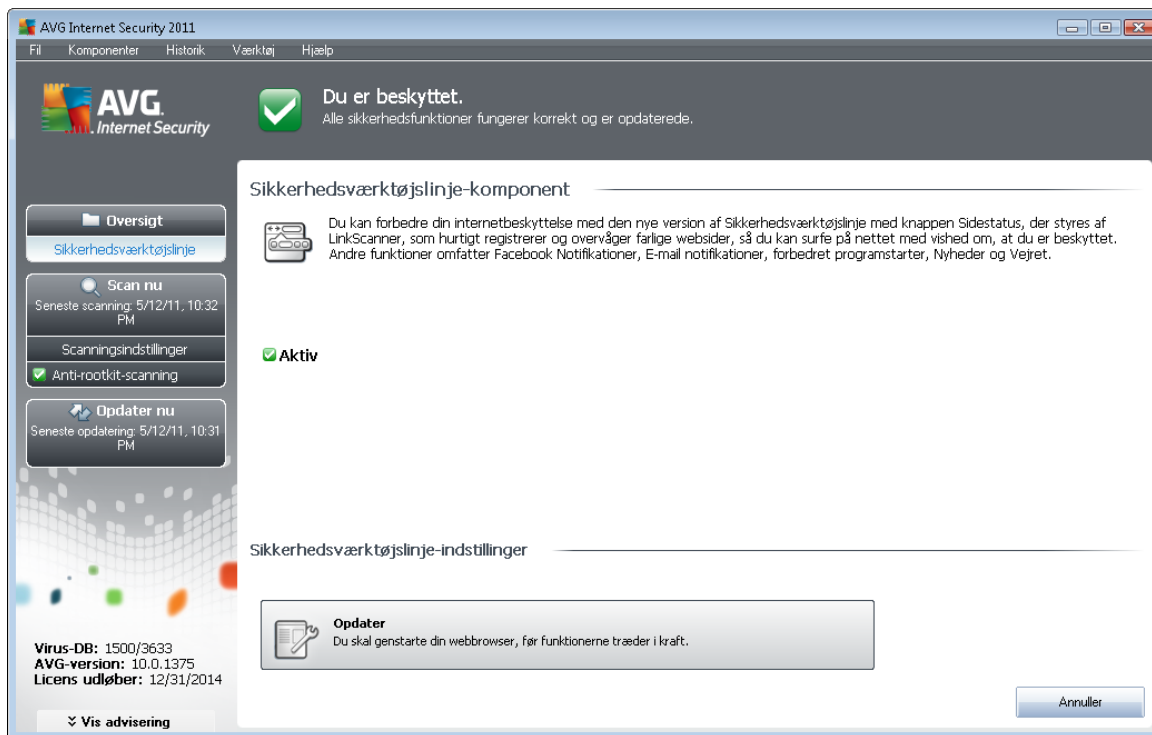 AVG Internet Security 2011
Fil Komponenter Historik Værktøj Hjælp
AVG.
Internet Security
Du er beskyttet.
Alle sikkerhedsfunktioner fungerer korrekt og er opdaterede.
Oversigt
Sikkerhedsværktøjslinje
Scan nu
Seneste scanning: 5/12/11, 10:32
PM
Scanningsindstillinger
Anti-rootkit-scanning
Opdater nu
Seneste opdatering: 5/12/11, 10:31
PM
Virus-DB: 1500/3633
AVG-version: 10.0.1375
Licens udløber: 12/31/2014
Vis advisering
Sikkerhedsværktøjslinje-komponent
Du kan forbedre din internetbeskyttelse med den nye version af Sikkerhedsværktøjslinje med knappen Sidestatus, der styres af
LinkScanner, som hurtigt registrerer og overvåger farlige websider, så du kan surfe på nettet med vished om, at du er beskyttet.
Andre funktioner omfatter Facebook Notifikationer, E-mail notifikationer, forbedret programstarter, Nyheder og Vejret.
Aktiv
Sikkerhedsværktøjslinje-indstillinger
Opdater
Du skal genstarte din webbrowser, før funktionerne træder i kraft.
Annuller